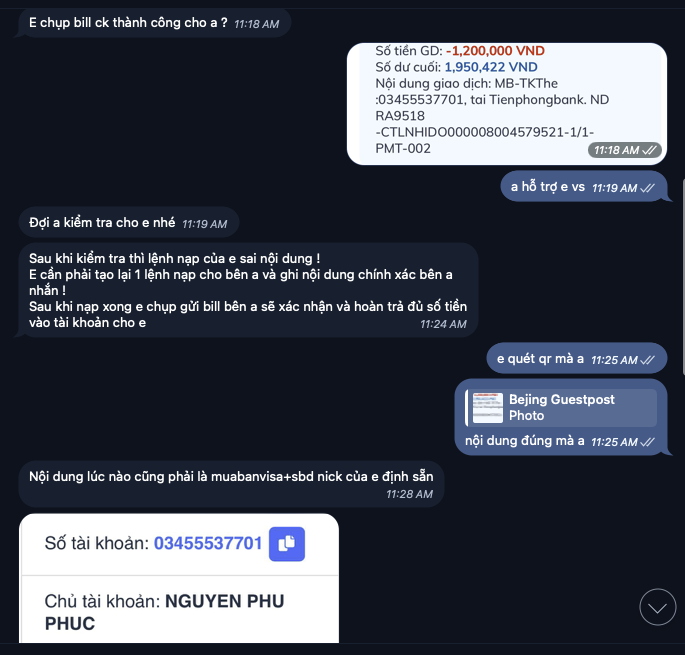 E chụp bill ck thành công cho a ? 11:18 AM
Số tiền GD: -1,200,000 VND
Số dư cuối: 1,950,422 VND
Nội dung giao dịch: MB-TKThe
:03455537701, tai Tienphongbank. ND
RA9518
-CTLNHIDO000008004579521-1/1-
PMT-002
11:18 AM
a hỗ trợ e vs 11:19 AM
Đợi a kiểm tra cho e nhé 11:19 AM
Sau khi kiểm tra thì lệnh nạp của e sai nội dung !
E cần phải tạo lại 1 lệnh nạp cho bên a và ghi nội dung chính xác bên a
nhắn !
Sau khi nạp xong e chụp gửi bill bên a sẽ xác nhận và hoàn trả đủ số tiền
vào tài khoản cho e
11:24 AM
e quét qr mà a 11:25 AM
Bejing Guestpost
Photo
nội dung đúng mà a 11:25 AM
Nội dung lúc nào cũng phải là muabanvisa+sbd nick của e định sẵn
11:28 AM
Số tài khoản: 03455537701
Chủ tài khoản: NGUYEN PHU
PHUC